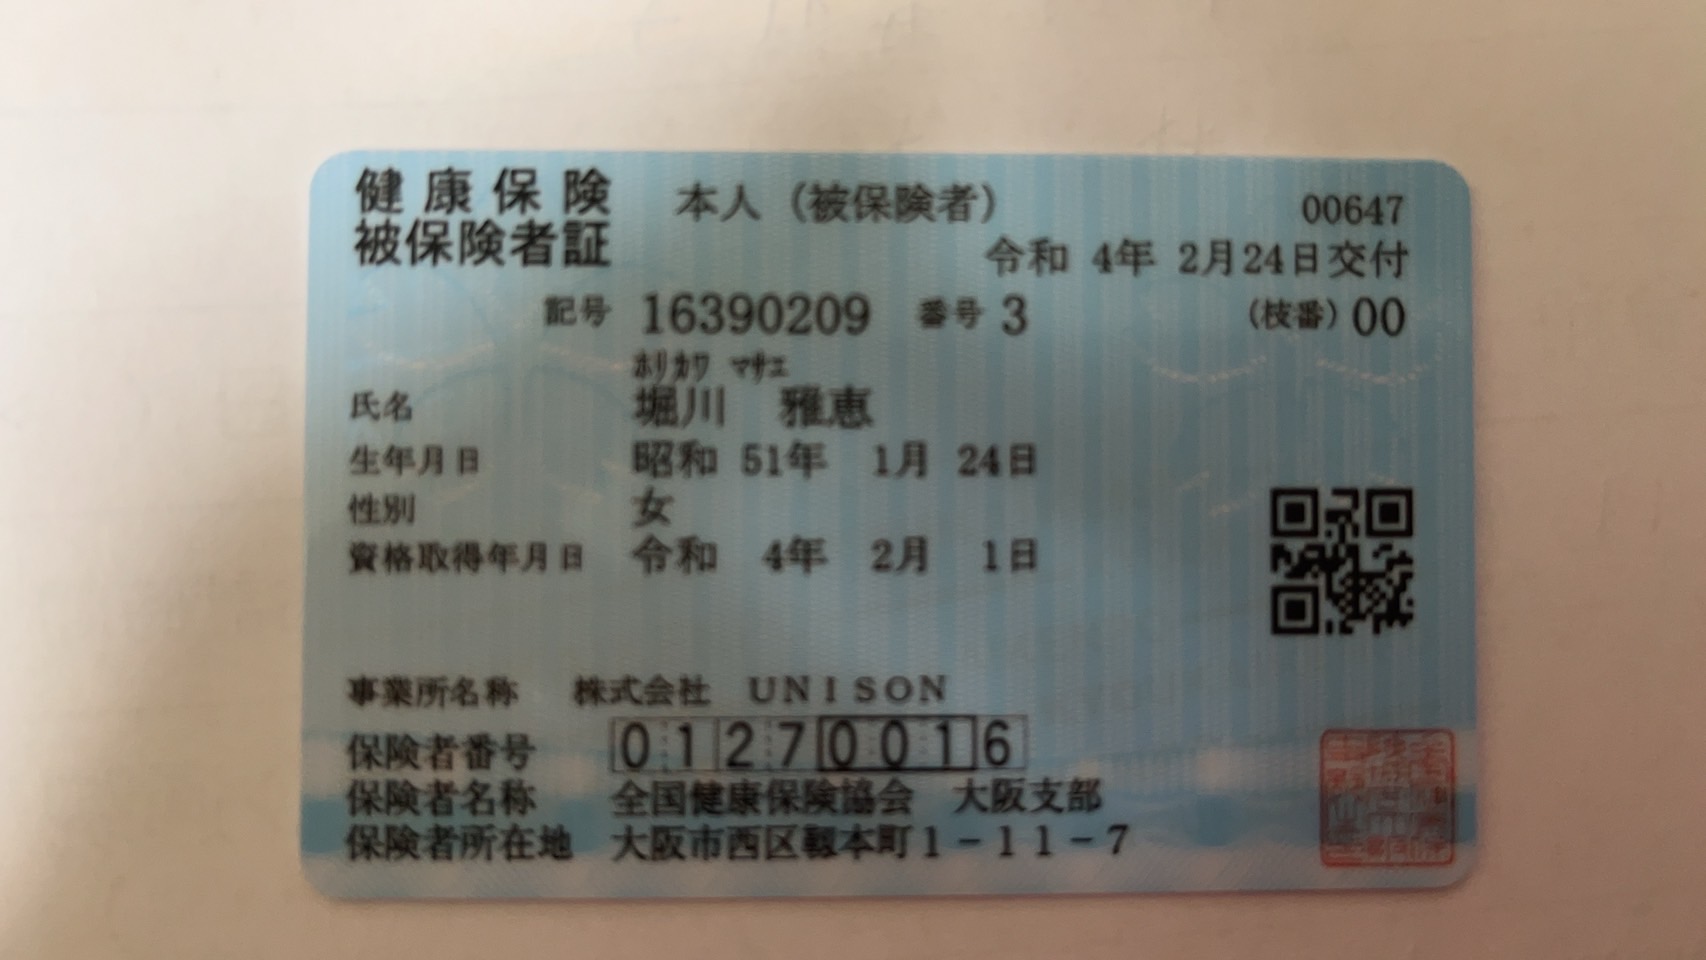 健康保険 本人（被保険者） 00647
被保険者証 令和 4年 2月24日交付
記号 16390209 番号 3 （枝番）00
ﾎﾘｶﾜ ﾏｻｴ
氏名 堀川 雅恵
生年月日 昭和 51年 1月 24日
性別 女
資格取得年月日 令和 4年 2月 1日
事業所名称 株式会社 ＵＮＩＳＯＮ
保険者番号 01270016
保険者名称 全国健康保険協会 大阪支部
保険者所在地 大阪市西区靱本町１－１１－７